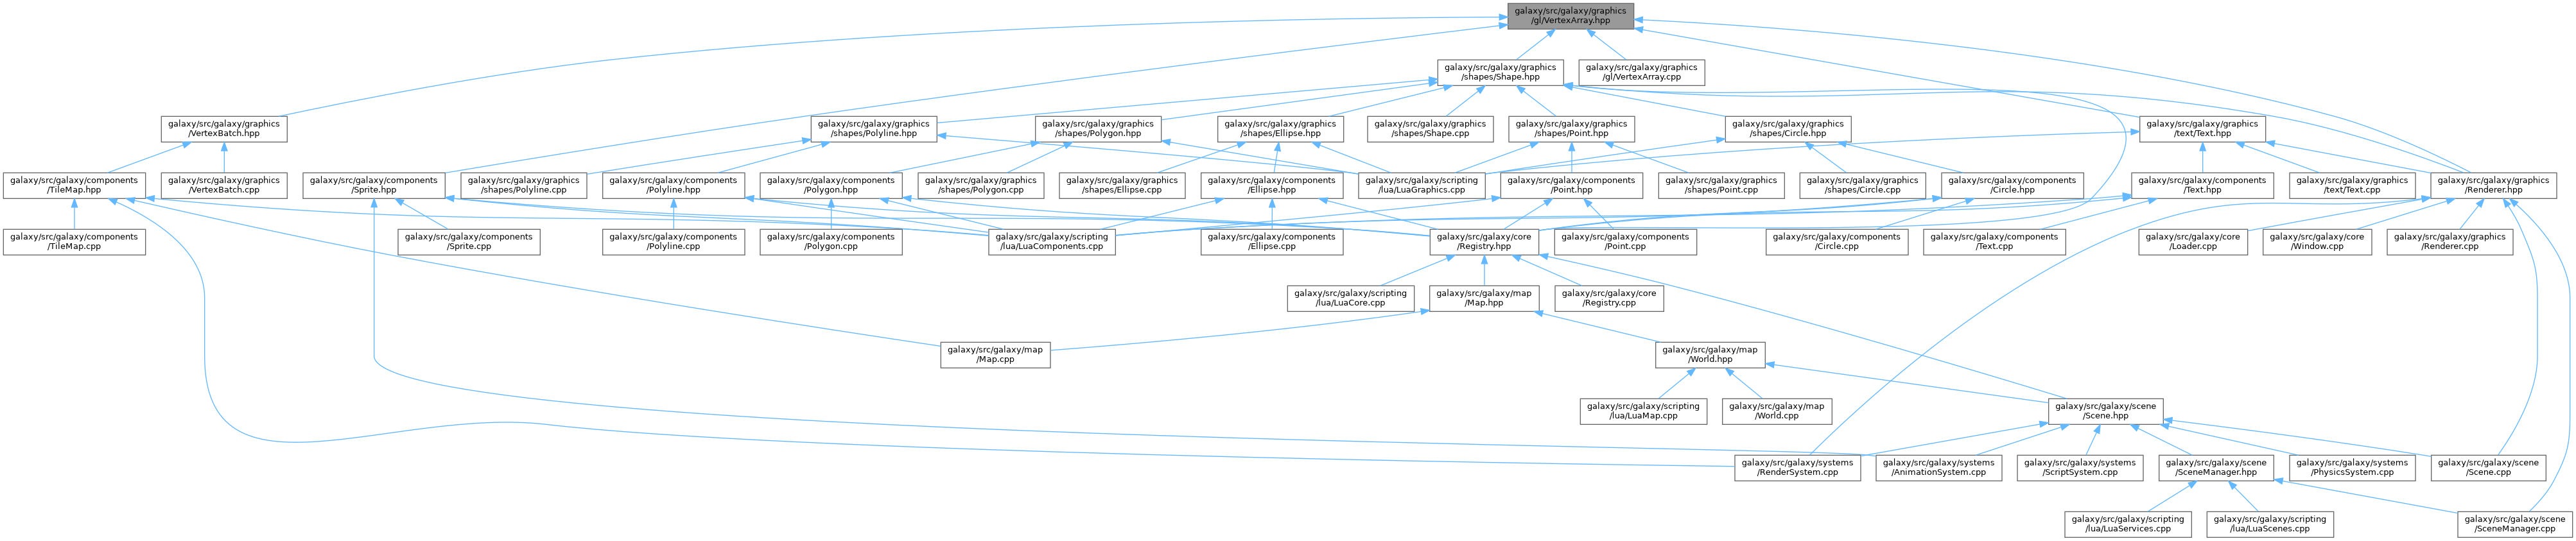 galaxy/src/galaxy/graphics
/gl/VertexArray.hpp
galaxy/src/galaxy/graphics
/shapes/Shape.hpp
galaxy/src/galaxy/graphics
/gl/VertexArray.cpp
galaxy/src/galaxy/graphics
/VertexBatch.hpp
galaxy/src/galaxy/graphics
/shapes/Polyline.hpp
galaxy/src/galaxy/graphics
/shapes/Polygon.hpp
galaxy/src/galaxy/graphics
/shapes/Ellipse.hpp
galaxy/src/galaxy/graphics
/shapes/Shape.cpp
galaxy/src/galaxy/graphics
/shapes/Point.hpp
galaxy/src/galaxy/graphics
/shapes/Circle.hpp
galaxy/src/galaxy/graphics
/text/Text.hpp
galaxy/src/galaxy/components
/TileMap.hpp
galaxy/src/galaxy/graphics
/VertexBatch.cpp
galaxy/src/galaxy/components
/Sprite.hpp
galaxy/src/galaxy/graphics
/shapes/Polyline.cpp
galaxy/src/galaxy/components
/Polyline.hpp
galaxy/src/galaxy/components
/Polygon.hpp
galaxy/src/galaxy/graphics
/shapes/Polygon.cpp
galaxy/src/galaxy/graphics
/shapes/Ellipse.cpp
galaxy/src/galaxy/components
/Ellipse.hpp
galaxy/src/galaxy/scripting
/lua/LuaGraphics.cpp
galaxy/src/galaxy/components
/Point.hpp
galaxy/src/galaxy/graphics
/shapes/Point.cpp
galaxy/src/galaxy/graphics
/shapes/Circle.cpp
galaxy/src/galaxy/components
/Circle.hpp
galaxy/src/galaxy/components
/Text.hpp
galaxy/src/galaxy/graphics
/text/Text.cpp
galaxy/src/galaxy/graphics
/Renderer.hpp
galaxy/src/galaxy/components
/TileMap.cpp
galaxy/src/galaxy/components
/Sprite.cpp
galaxy/src/galaxy/components
/Polyline.cpp
galaxy/src/galaxy/components
/Polygon.cpp
galaxy/src/galaxy/scripting
/lua/LuaComponents.cpp
galaxy/src/galaxy/components
/Ellipse.cpp
galaxy/src/galaxy/core
/Registry.hpp
galaxy/src/galaxy/components
/Point.cpp
galaxy/src/galaxy/components
/Circle.cpp
galaxy/src/galaxy/components
/Text.cpp
galaxy/src/galaxy/core
/Loader.cpp
galaxy/src/galaxy/core
/Window.cpp
galaxy/src/galaxy/graphics
/Renderer.cpp
galaxy/src/galaxy/scripting
/lua/LuaCore.cpp
galaxy/src/galaxy/map
/Map.hpp
galaxy/src/galaxy/core
/Registry.cpp
galaxy/src/galaxy/map
/Map.cpp
galaxy/src/galaxy/map
/World.hpp
galaxy/src/galaxy/scripting
/lua/LuaMap.cpp
galaxy/src/galaxy/map
/World.cpp
galaxy/src/galaxy/scene
/Scene.hpp
galaxy/src/galaxy/systems
/RenderSystem.cpp
galaxy/src/galaxy/systems
/AnimationSystem.cpp
galaxy/src/galaxy/systems
/ScriptSystem.cpp
galaxy/src/galaxy/scene
/SceneManager.hpp
galaxy/src/galaxy/systems
/PhysicsSystem.cpp
galaxy/src/galaxy/scene
/Scene.cpp
galaxy/src/galaxy/scripting
/lua/LuaServices.cpp
galaxy/src/galaxy/scripting
/lua/LuaScenes.cpp
galaxy/src/galaxy/scene
/SceneManager.cpp